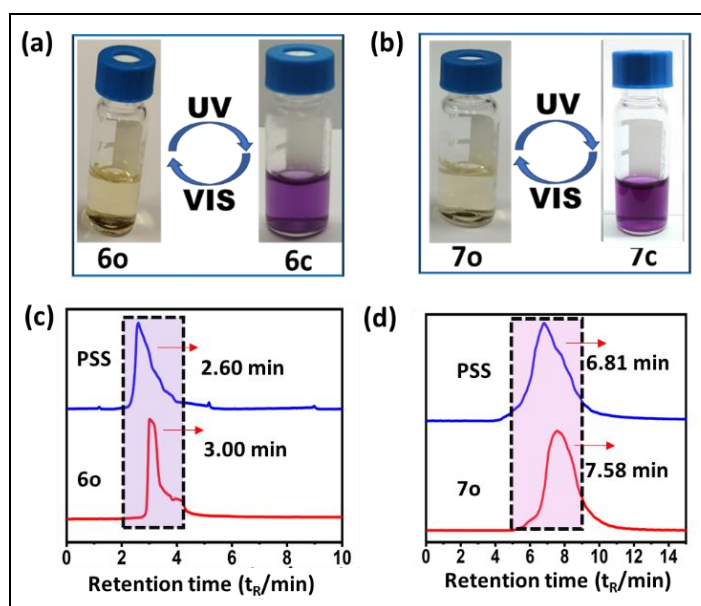 (a)
UV
VIS
6o
6c
(b)
UV
VIS
7o
7c
(c)
PSS
2.60 min
3.00 min
6o
0 2 4 6 8 10
Retention time (tR/min)
(d)
PSS
6.81 min
7.58 min
7o
0 2 4 6 8 10 12 14
Retention time (tR/min)